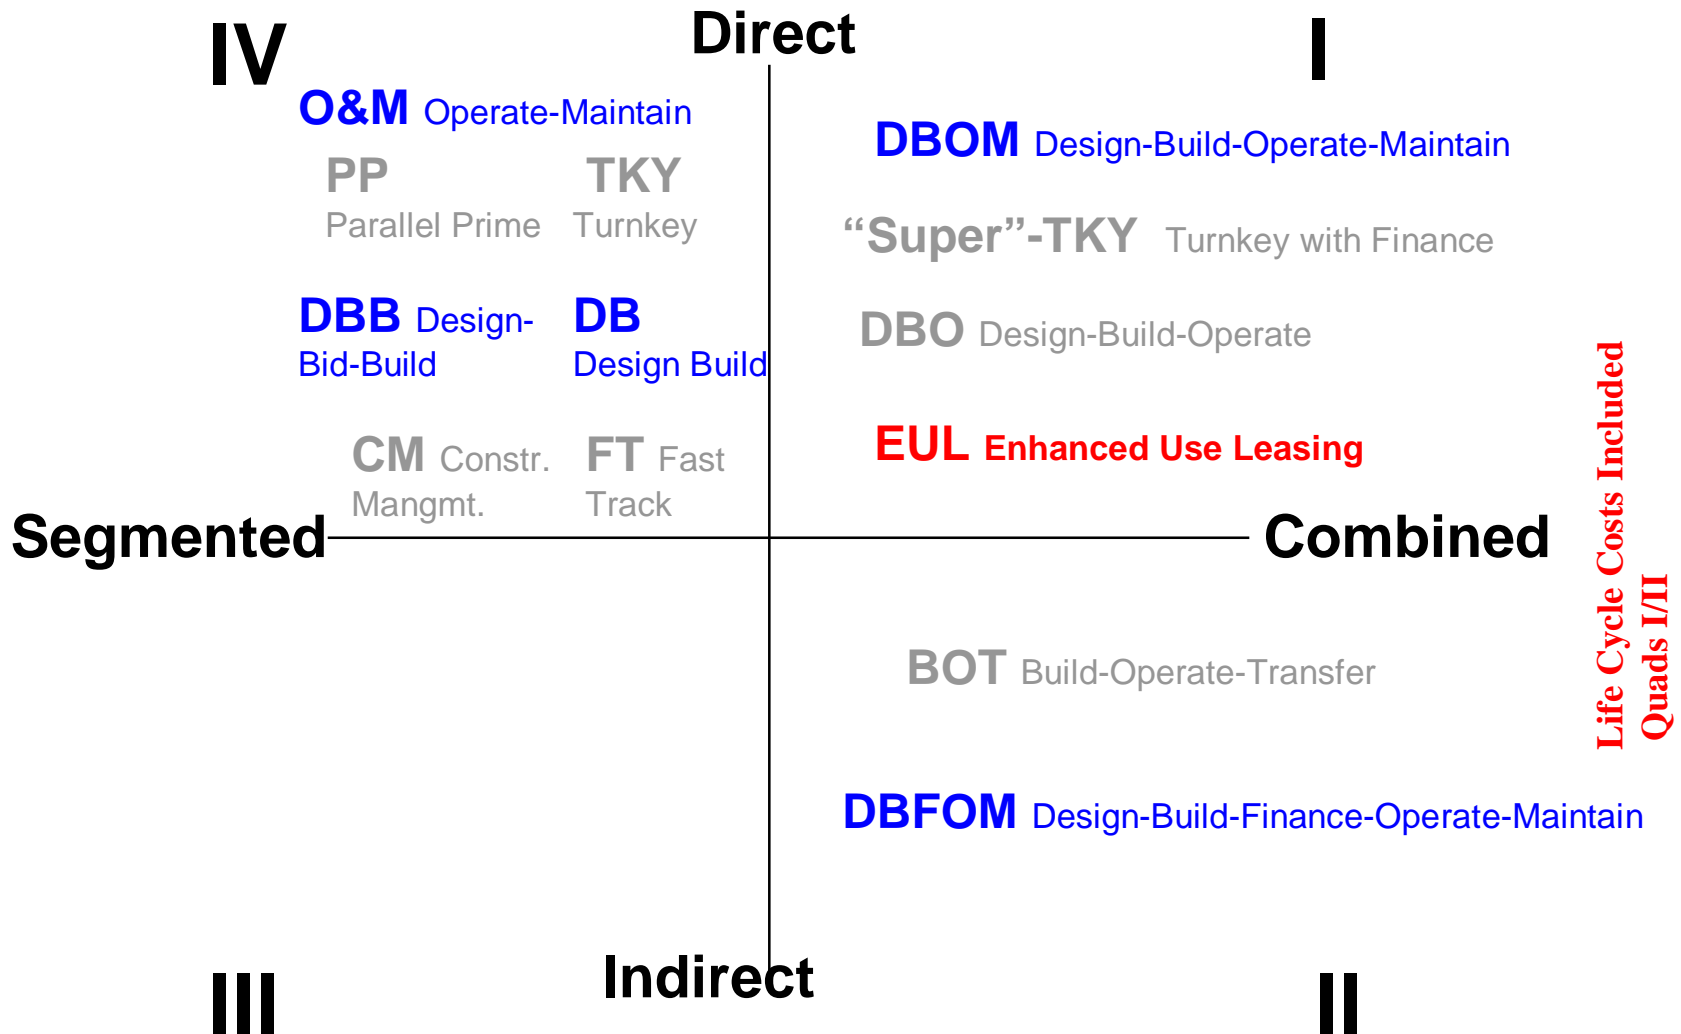 IV
Direct
I
O&M Operate-Maintain
DBOM Design-Build-Operate-Maintain
PP
Parallel Prime
TKY
Turnkey
“Super”-TKY Turnkey with Finance
DBB Design-
Bid-Build
DB
Design Build
DBO Design-Build-Operate
CM Constr.
Mangmt.
FT Fast
Track
EUL Enhanced Use Leasing
Segmented
Combined
Life Cycle Costs Included
Quads I/II
BOT Build-Operate-Transfer
DBFOM Design-Build-Finance-Operate-Maintain
III
Indirect
II